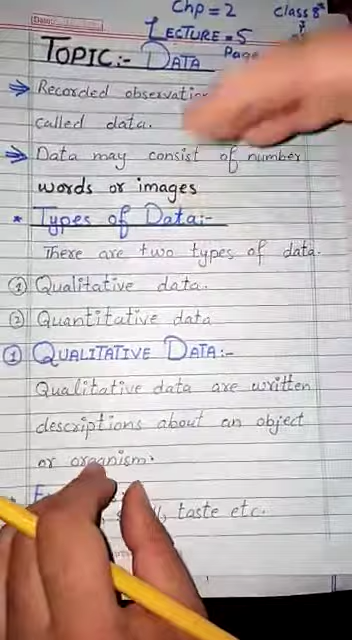 Chp = 2 Class 8th
LECTURE = 5
Page
TOPIC:- DATA
⇒ Recorded
called data.
⇒ Data may consist of number
words or images
* Types of Data:-
There are two types of data.
① Qualitative data.
② Quantitative data
① QUALITATIVE DATA:-
Qualitative data are written
descriptions about an object
or organism.
taste etc.